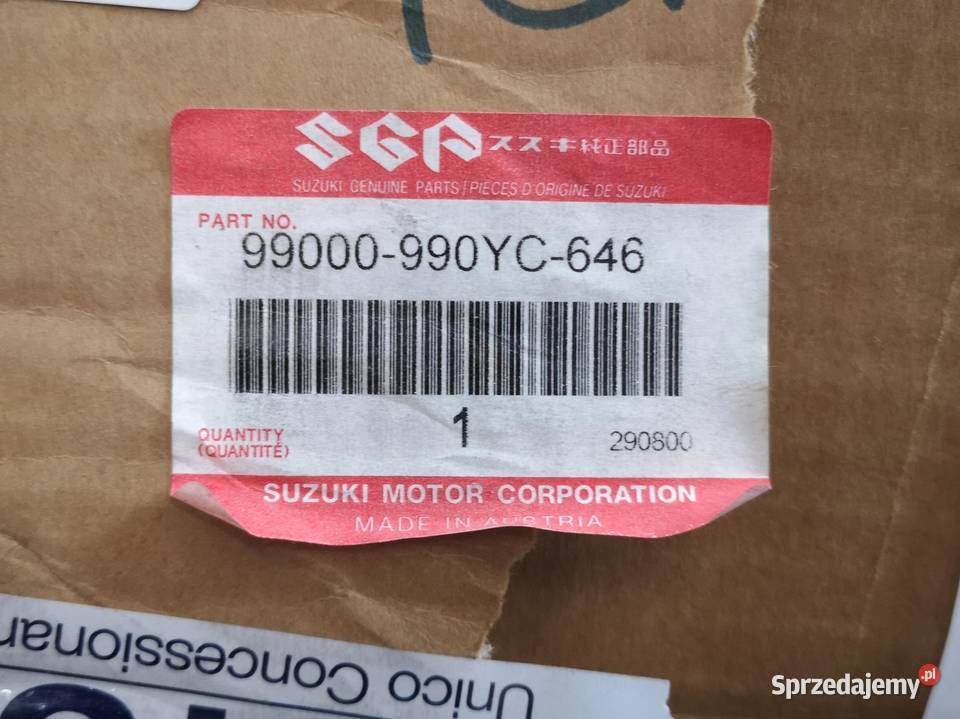 SGP スズキ純正部品
SUZUKI GENUINE PARTS / PIECES D'ORIGINE DE SUZUKI
PART NO.
99000-990YC-646
1
QUANTITY
(QUANTITÉ)
290800
SUZUKI MOTOR CORPORATION
MADE IN AUSTRIA
Unico Concessionar
Sprzedajemy.pl